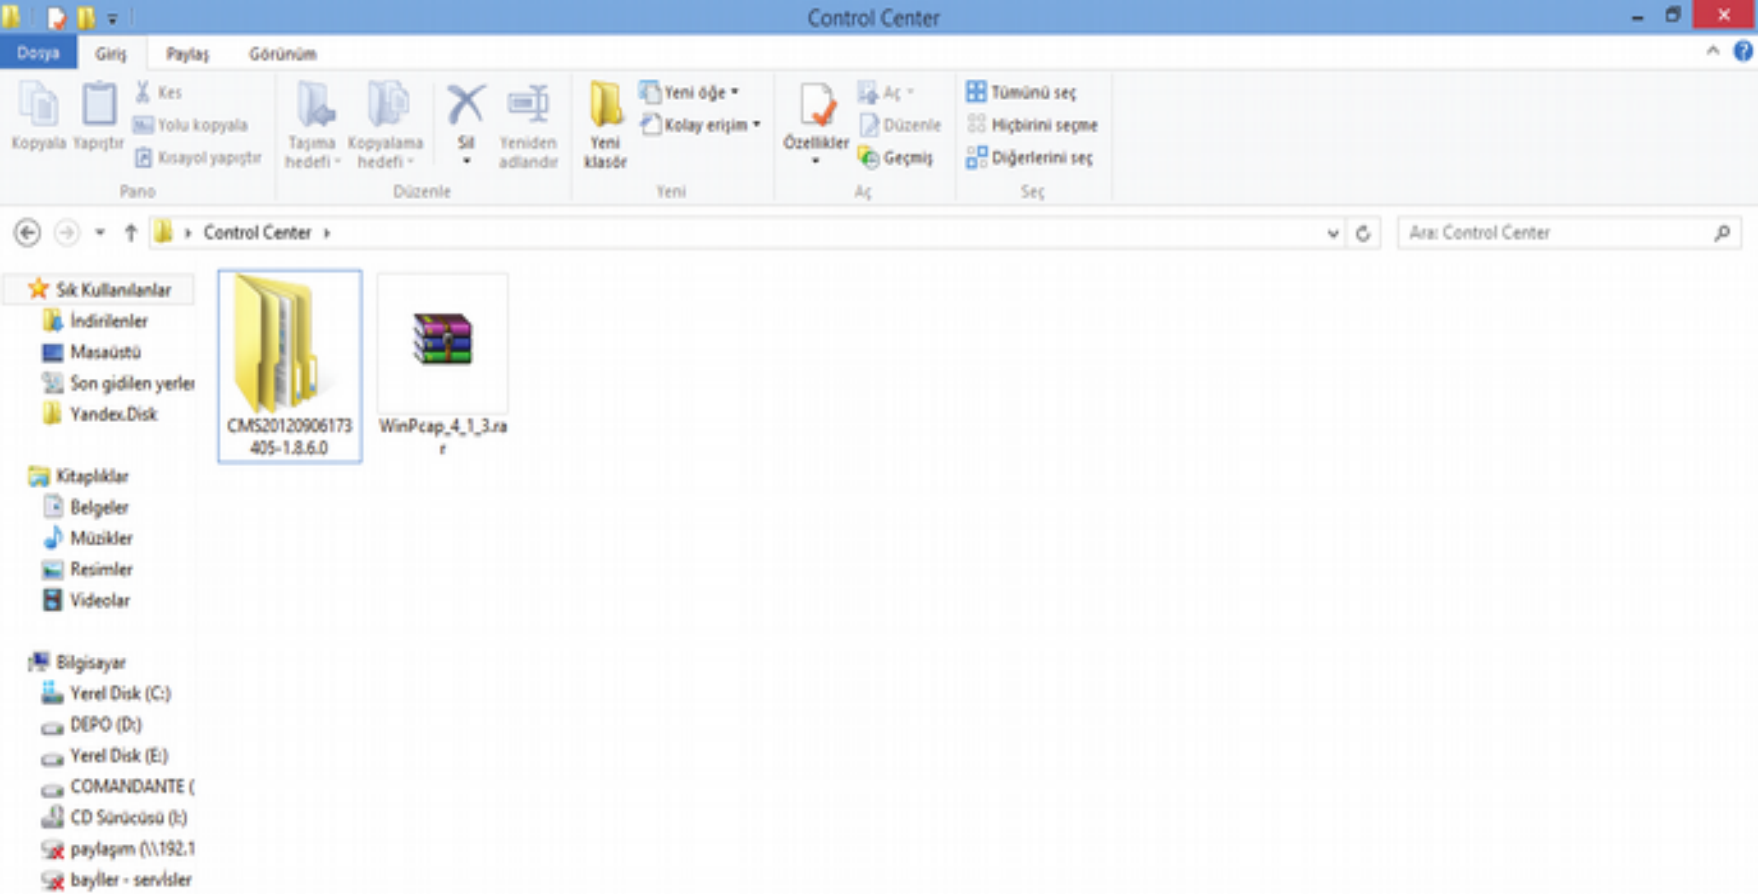 Control Center
Dosya Giriş Paylaş Görünüm
Kopyala
Yapıştır
Kes
Yolu kopyala
Kısayol yapıştır
Pano
Taşıma
hedefi
Kopyalama
hedefi
Sil
Yeniden
adlandır
Düzenle
Yeni
klasör
Yeni öğe
Kolay erişim
Yeni
Özellikler
Aç
Düzenle
Geçmiş
Aç
Tümünü seç
Hiçbirini seçme
Diğerlerini seç
Seç
Control Center
Ara: Control Center
Sık Kullanılanlar
İndirilenler
Masaüstü
Son gidilen yerler
Yandex.Disk
Kitaplıklar
Belgeler
Müzikler
Resimler
Videolar
Bilgisayar
Yerel Disk (C:)
DEPO (D:)
Yerel Disk (E:)
COMANDANTE (
CD Sürücüsü (I:)
paylaşım (\\192.1
bayİler - servİsler
CMS20120906173
405-1.8.6.0
WinPcap_4_1_3.ra
r